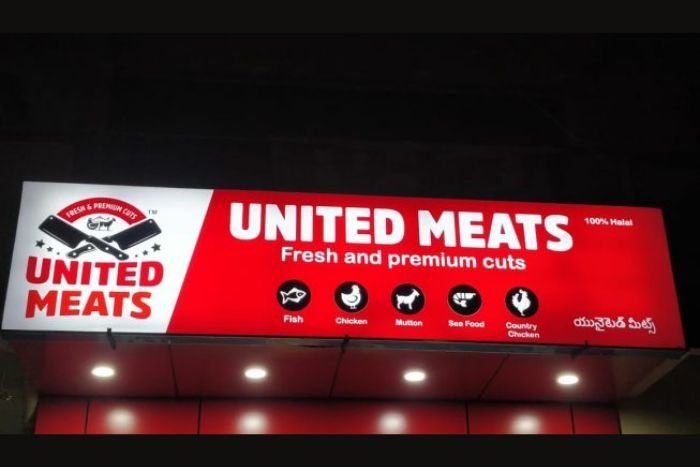 FRESH & PREMIUM CUTS
TM
UNITED
MEATS
UNITED MEATS
100% Halal
Fresh and premium cuts
Fish
Chicken
Mutton
Sea Food
Country
Chicken
యునైటెడ్ మీట్స్